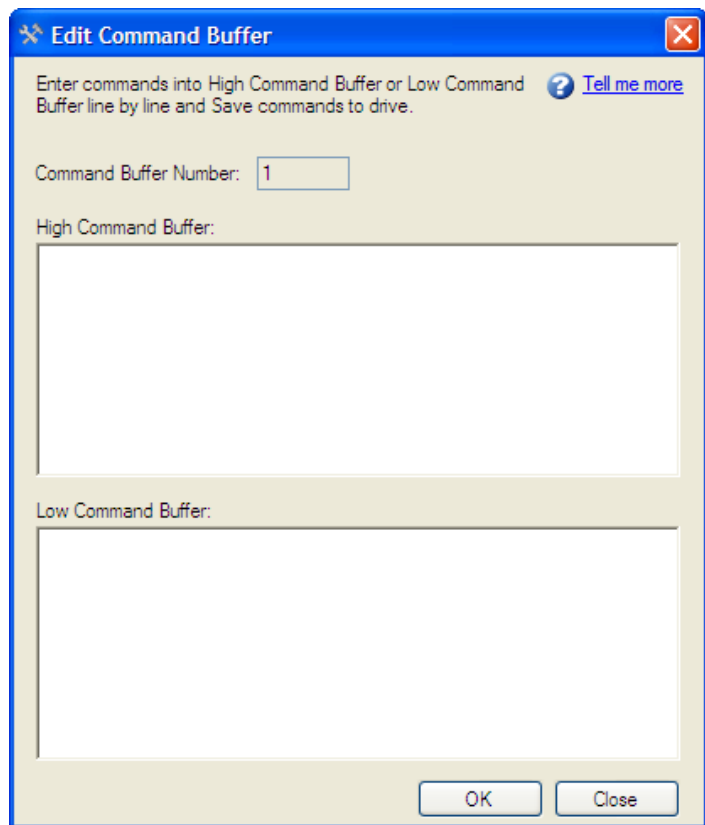 Edit Command Buffer
Enter commands into High Command Buffer or Low Command
Buffer line by line and Save commands to drive.
Tell me more
Command Buffer Number: 1
High Command Buffer:
Low Command Buffer:
OK
Close